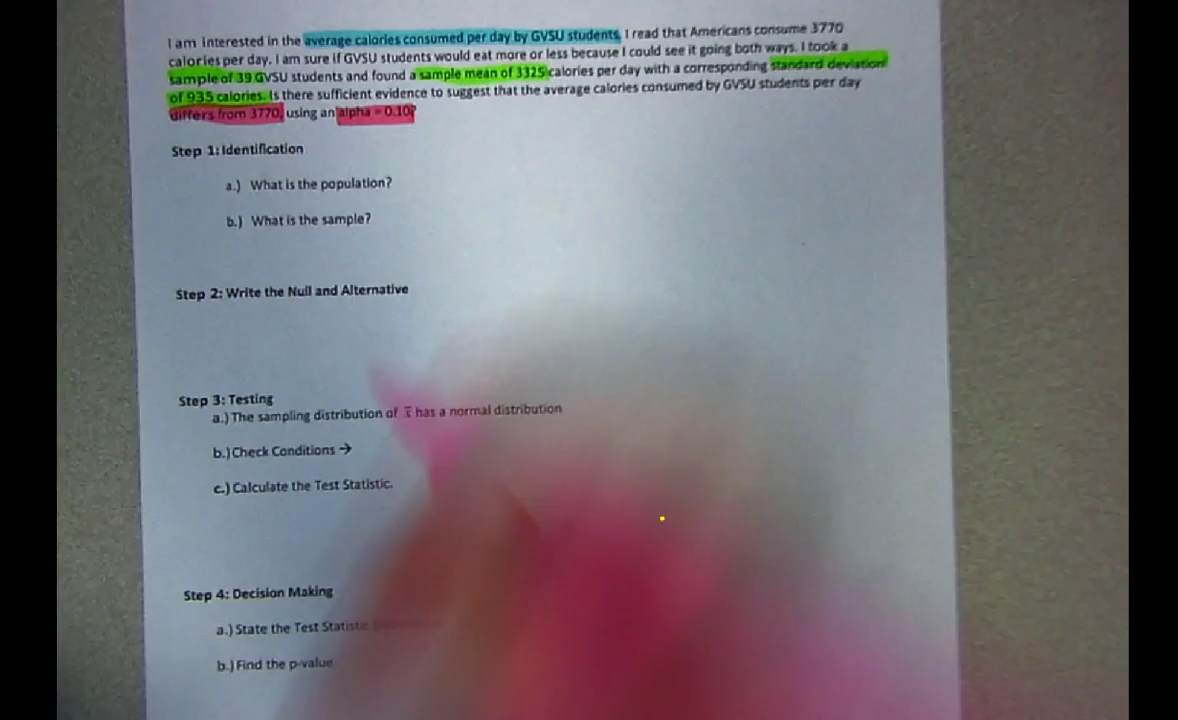 I am interested in the average calories consumed per day by GVSU students. I read that Americans consume 3770
calories per day. I am sure if GVSU students would eat more or less because I could see it going both ways. I took a
sample of 39 GVSU students and found a sample mean of 3325 calories per day with a corresponding standard deviation
of 935 calories. Is there sufficient evidence to suggest that the average calories consumed by GVSU students per day
differs from 3770, using an alpha = 0.10?
Step 1: Identification
a.) What is the population?
b.) What is the sample?
Step 2: Write the Null and Alternative
Step 3: Testing
a.) The sampling distribution of x̄ has a normal distribution
b.) Check Conditions →
c.) Calculate the Test Statistic.
Step 4: Decision Making
a.) State the Test Statistic
b.) Find the p-value